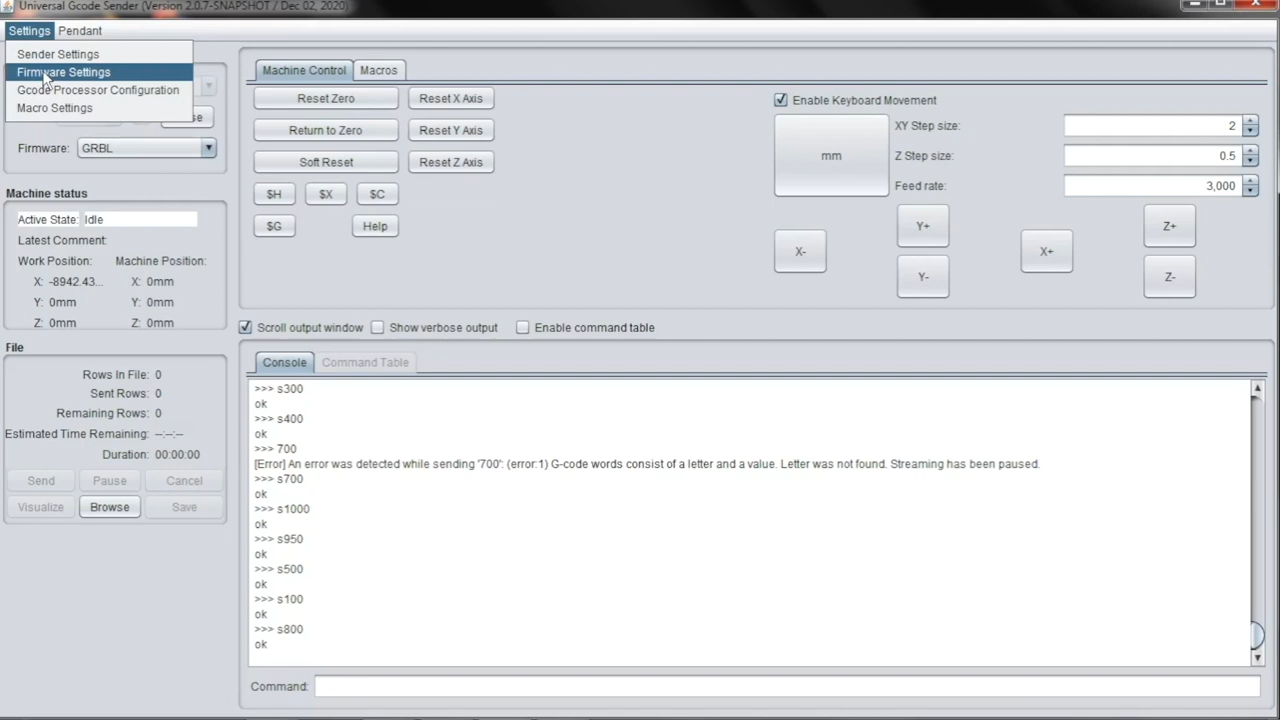 Universal Gcode Sender (Version 2.0.7-SNAPSHOT / Dec 02, 2020)
Settings Pendant
Sender Settings
Firmware Settings
Gcode Processor Configuration
Macro Settings
Firmware: GRBL
Machine status
Active State: Idle
Latest Comment:
Work Position: Machine Position:
X: -8942.43... X: 0mm
Y: 0mm Y: 0mm
Z: 0mm Z: 0mm
File
Rows In File: 0
Sent Rows: 0
Remaining Rows: 0
Estimated Time Remaining: --:--:--
Duration: 00:00:00
Send Pause Cancel
Visualize Browse Save
Machine Control Macros
Reset Zero Reset X Axis
Return to Zero Reset Y Axis
Soft Reset Reset Z Axis
$H $X $C
$G Help
Enable Keyboard Movement
mm
XY Step size: 2
Z Step size: 0.5
Feed rate: 3,000
Y+ Z+
X- X+
Y- Z-
Scroll output window Show verbose output Enable command table
Console Command Table
>>> s300
ok
>>> s400
ok
>>> 700
[Error] An error was detected while sending '700': (error:1) G-code words consist of a letter and a value. Letter was not found. Streaming has been paused.
>>> s700
ok
>>> s1000
ok
>>> s950
ok
>>> s500
ok
>>> s100
ok
>>> s800
ok
Command: